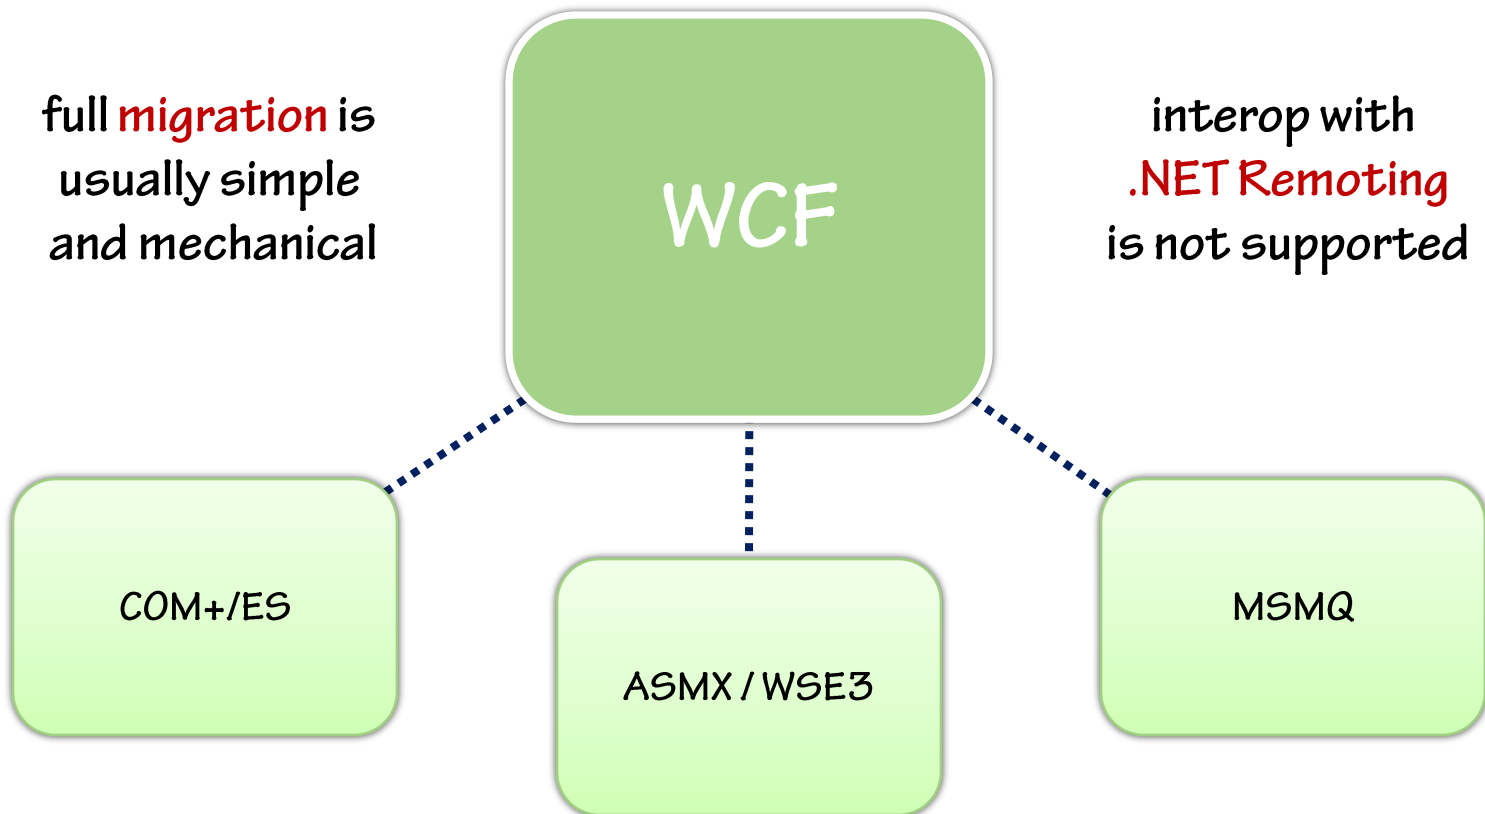 full migration is
usually simple
and mechanical
WCF
interop with
.NET Remoting
is not supported
COM+/ES
ASMX / WSE3
MSMQ